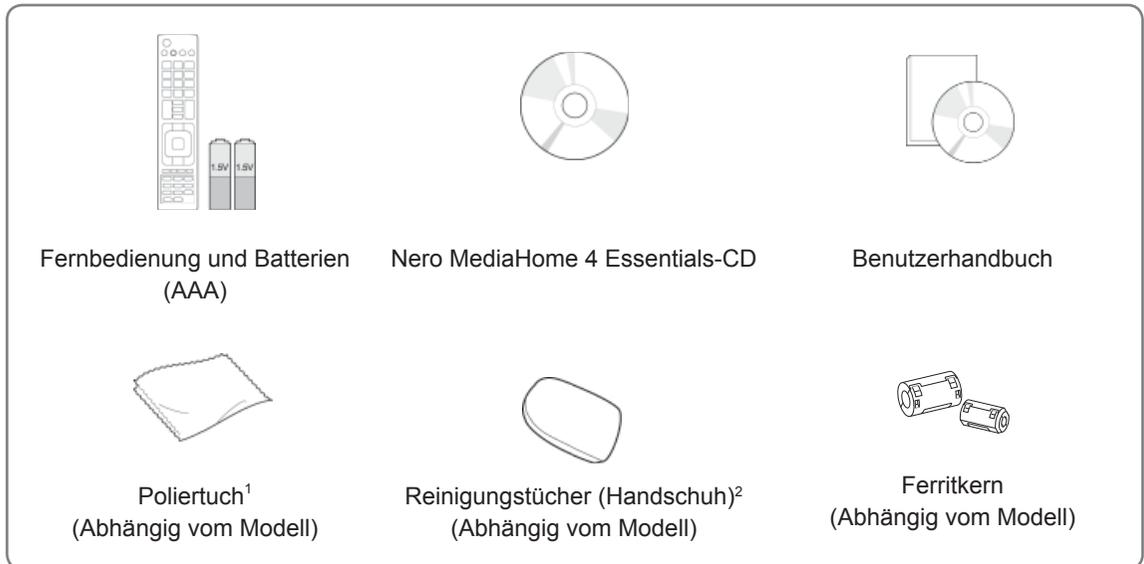 1.5V 1.5V
Fernbedienung und Batterien
(AAA)
Nero MediaHome 4 Essentials-CD
Benutzerhandbuch
Poliertuch¹
(Abhängig vom Modell)
Reinigungstücher (Handschuh)²
(Abhängig vom Modell)
Ferritkern
(Abhängig vom Modell)